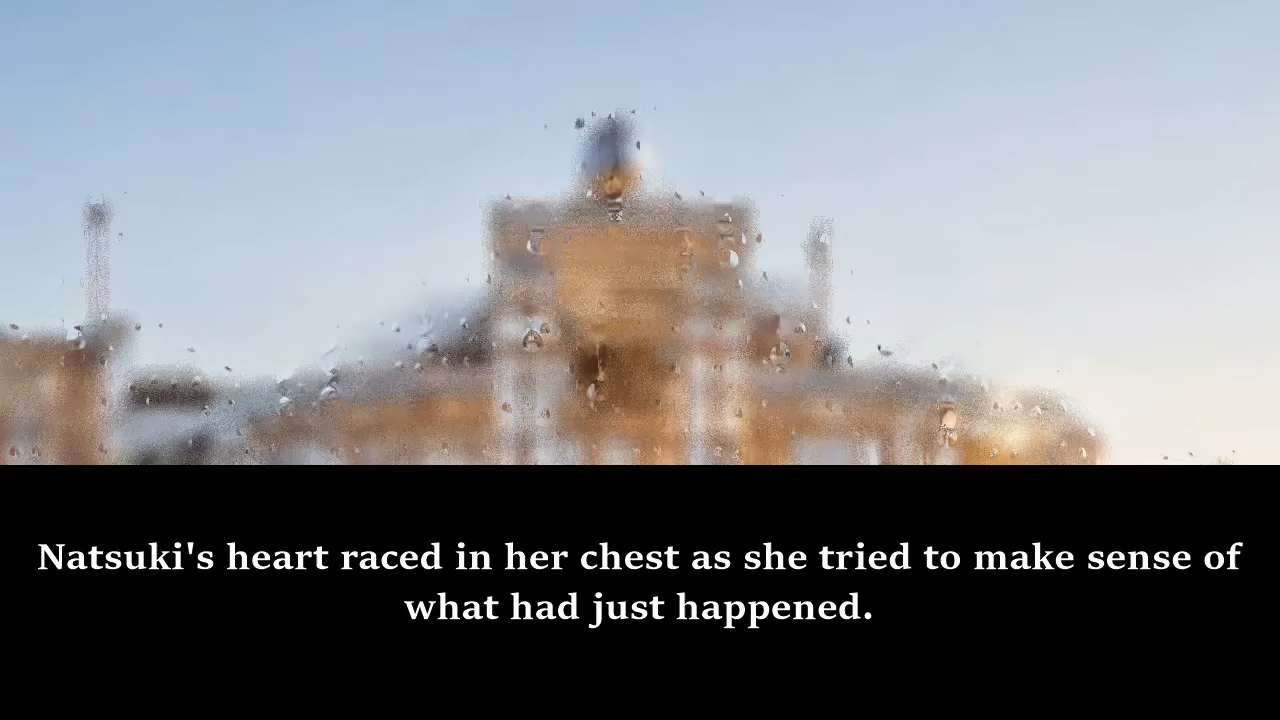 Natsuki's heart raced in her chest as she tried to make sense of
what had just happened.